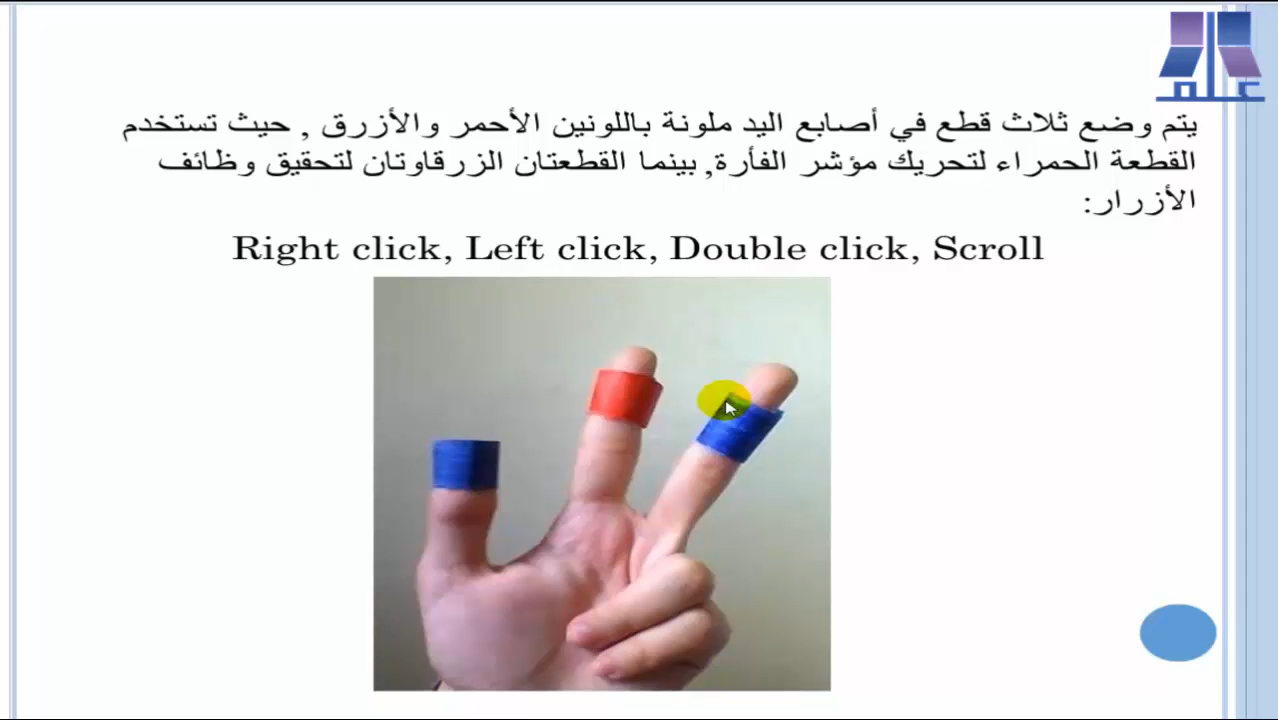 علم
يتم وضع ثلاث قطع في أصابع اليد ملونة باللونين الأحمر والأزرق , حيث تستخدم
القطعة الحمراء لتحريك مؤشر الفأرة, بينما القطعتان الزرقاوتان لتحقيق وظائف
الأزرار:
Right click, Left click, Double click, Scroll